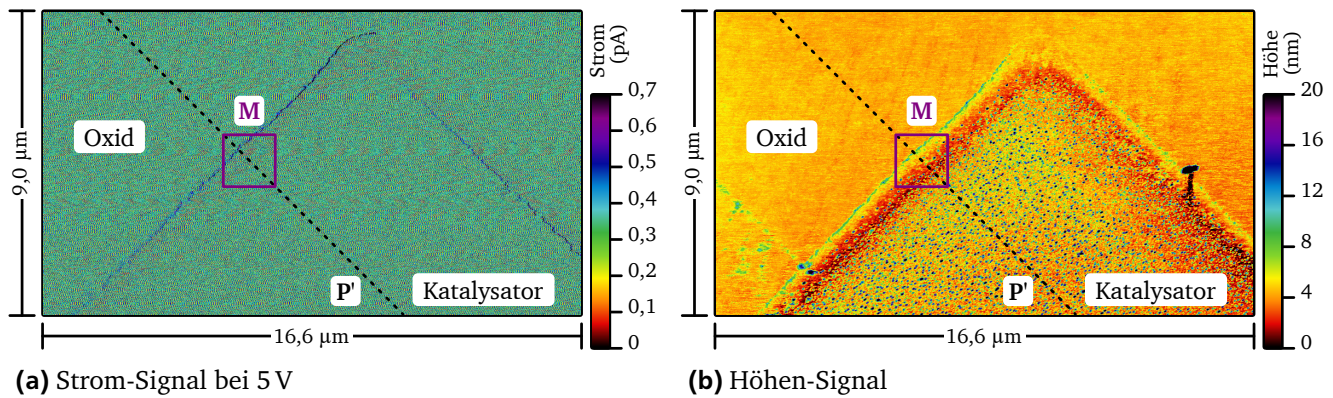 Strom
(pA)
0,7
0,6
0,5
0,4
0,3
0,2
0,1
0
Oxid
M
P'
Katalysator
9,0 µm
16,6 µm
(a) Strom-Signal bei 5 V
Höhe
(nm)
20
16
12
8
4
0
Oxid
M
P'
Katalysator
9,0 µm
16,6 µm
(b) Höhen-Signal